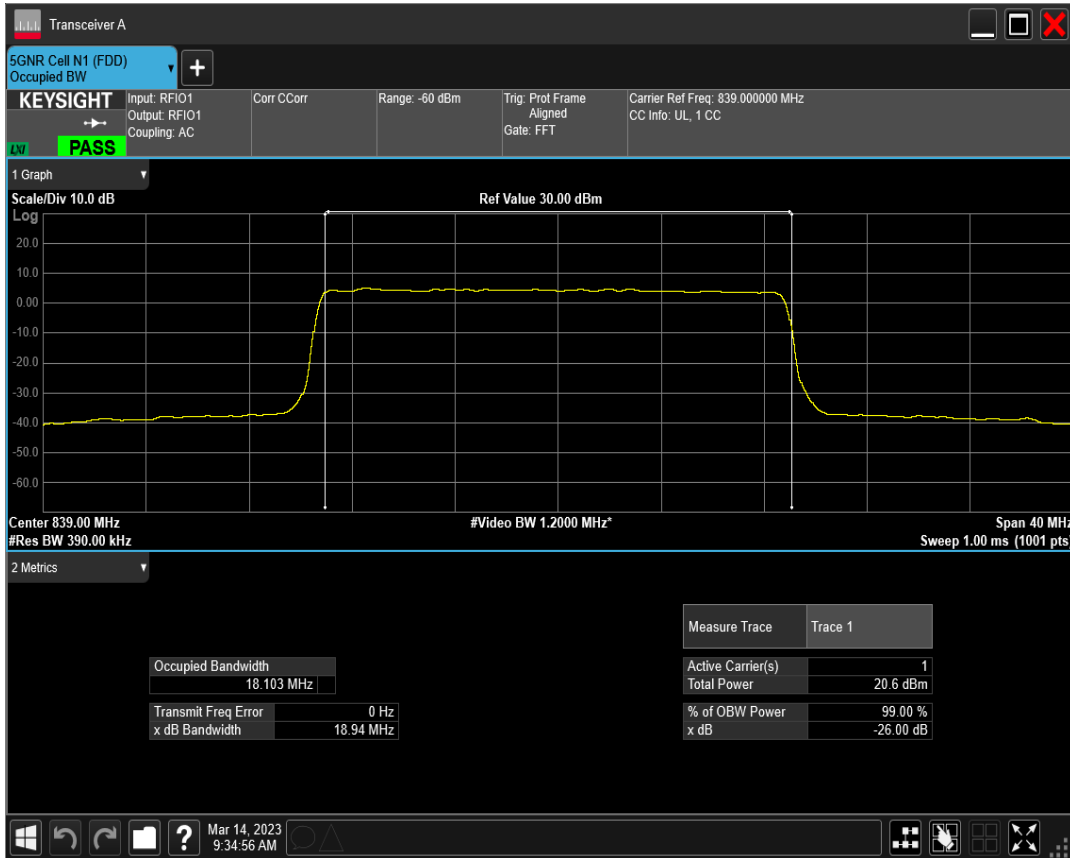 Transceiver A
5GNR Cell N1 (FDD)
Occupied BW
+
KEYSIGHT
LXI
PASS
Input: RFIO1
Output: RFIO1
Coupling: AC
Corr CCorr
Range: -60 dBm
Trig: Prot Frame
Aligned
Gate: FFT
Carrier Ref Freq: 839.000000 MHz
CC Info: UL, 1 CC
1 Graph
Scale/Div 10.0 dB
Ref Value 30.00 dBm
Log
20.0
10.0
0.00
-10.0
-20.0
-30.0
-40.0
-50.0
-60.0
Center 839.00 MHz
#Video BW 1.2000 MHz*
Span 40 MHz
#Res BW 390.00 kHz
Sweep 1.00 ms (1001 pts)
2 Metrics
Measure Trace Trace 1
Occupied Bandwidth
18.103 MHz
Transmit Freq Error 0 Hz
x dB Bandwidth 18.94 MHz
Active Carrier(s) 1
Total Power 20.6 dBm
% of OBW Power 99.00 %
x dB -26.00 dB
?
Mar 14, 2023
9:34:56 AM